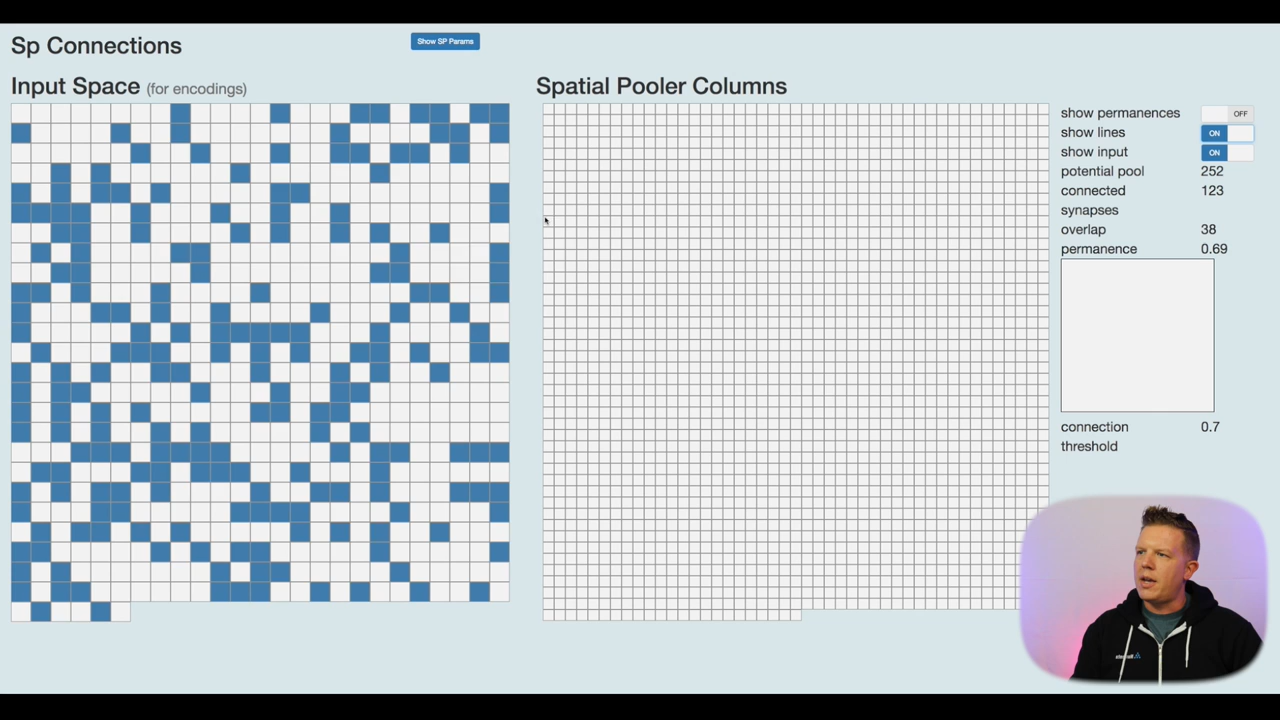 Sp Connections
Show SP Params
Input Space (for encodings)
Spatial Pooler Columns
show permanences OFF
show lines ON
show input ON
potential pool 252
connected 123
synapses
overlap 38
permanence 0.69
connection 0.7
threshold